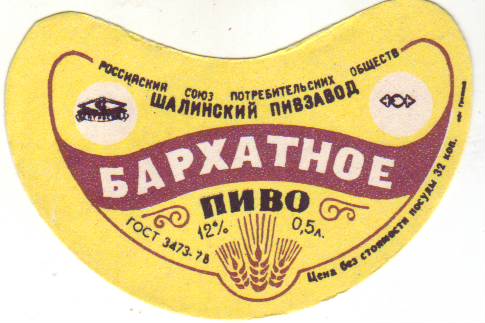 РОССИЙСКИЙ СОЮЗ ПОТРЕБИТЕЛЬСКИХ ОБЩЕСТВ
ШАЛИНСКИЙ ПИВЗАВОД
БАРХАТНОЕ
ПИВО
ГОСТ 3473-78
12% 0,5л.
Цена без стоимости посуды 32 коп.